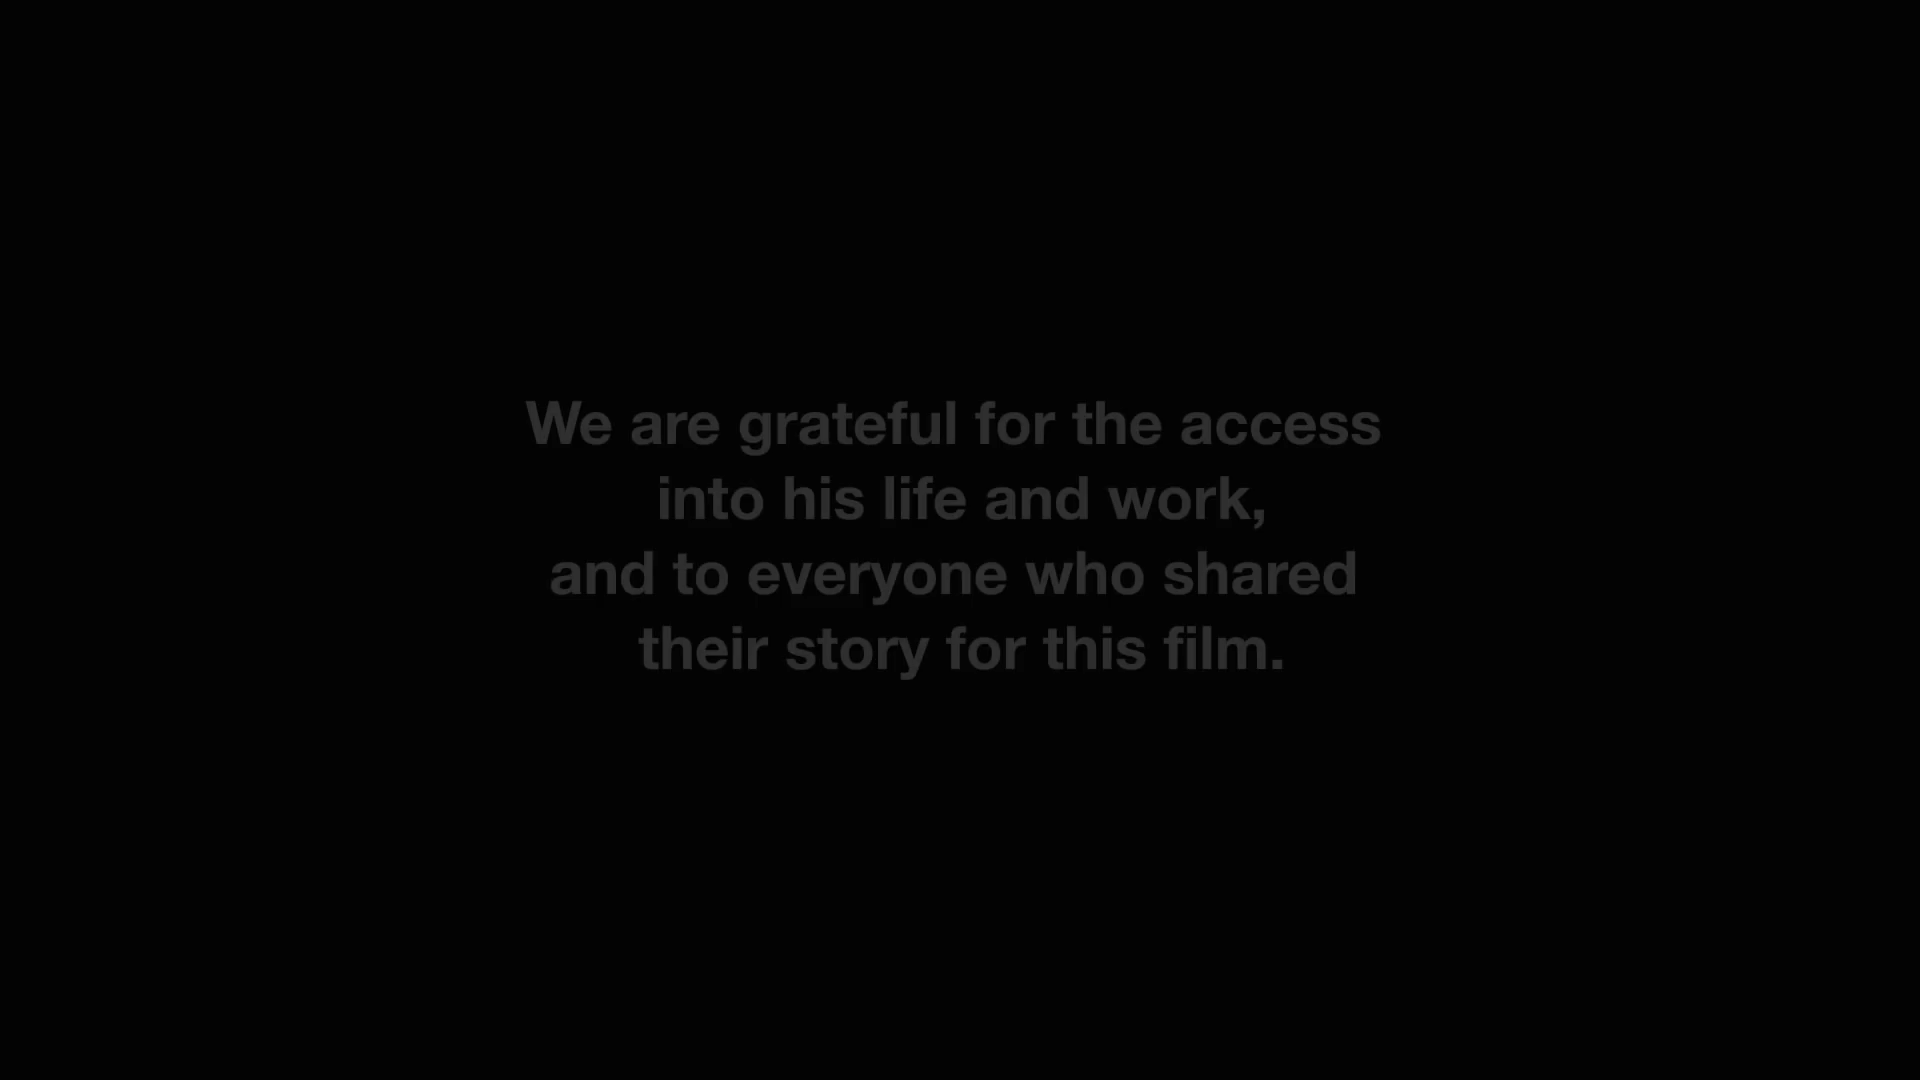 We are grateful for the access
into his life and work,
and to everyone who shared
their story for this film.